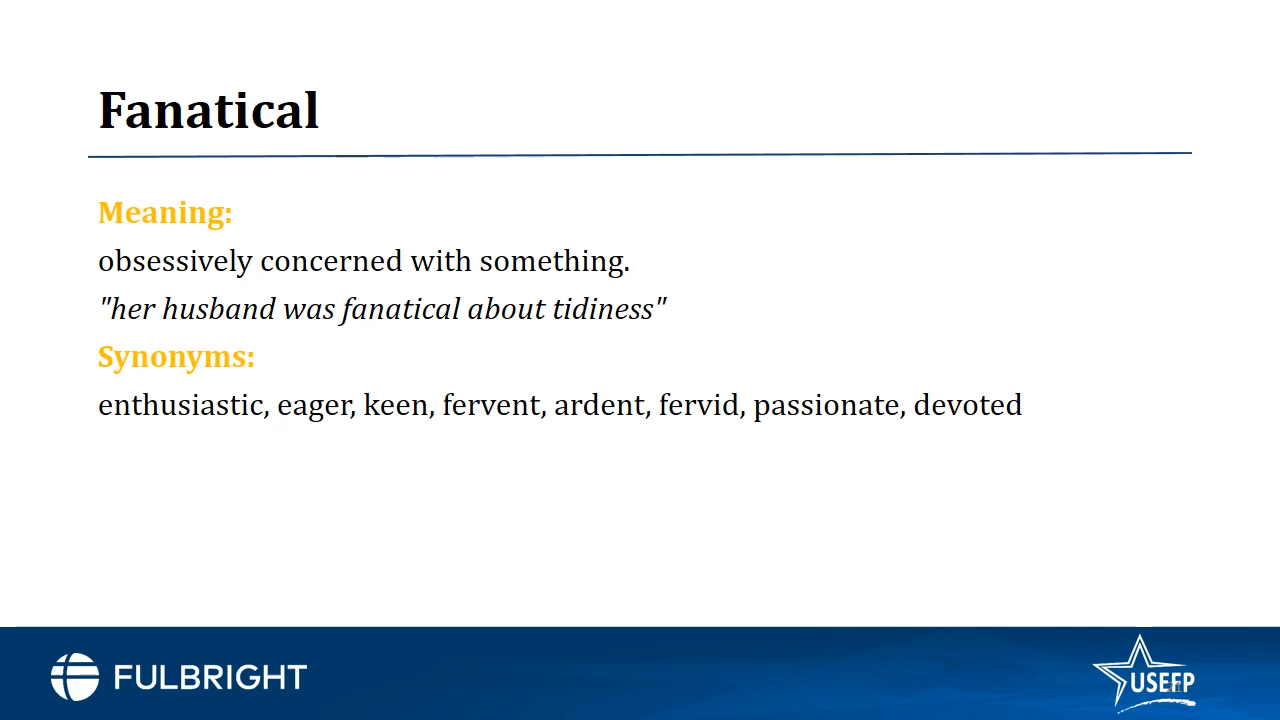 Fanatical
Meaning:
obsessively concerned with something.
"her husband was fanatical about tidiness"
Synonyms:
enthusiastic, eager, keen, fervent, ardent, fervid, passionate, devoted
FULBRIGHT
USEFP